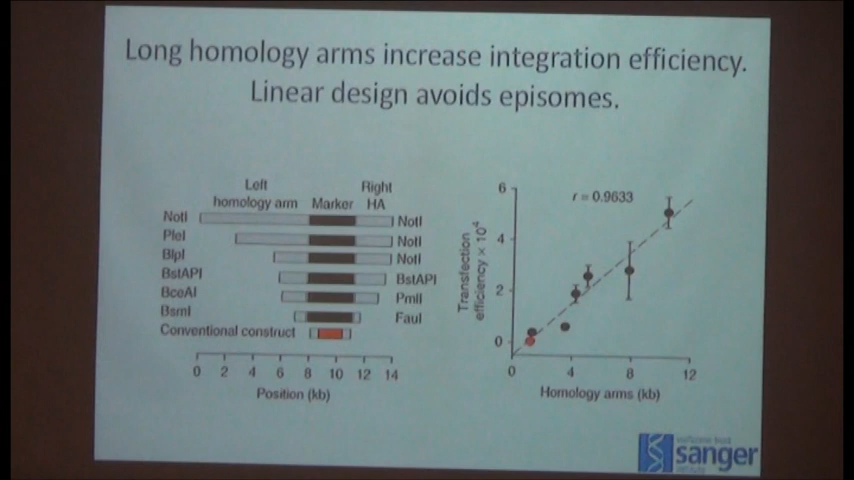 Long homology arms increase integration efficiency.
Linear design avoids episomes.
Left
homology arm
Marker
Right
HA
NotI
NotI
PleI
NotI
BlpI
NotI
BstAPI
BstAPI
BceAI
PmlI
BsmI
FauI
Conventional construct
0 2 4 6 8 10 12 14
Position (kb)
r = 0.9633
Transfection
efficiency × 10⁴
6
4
2
0
0 4 8 12
Homology arms (kb)
sanger